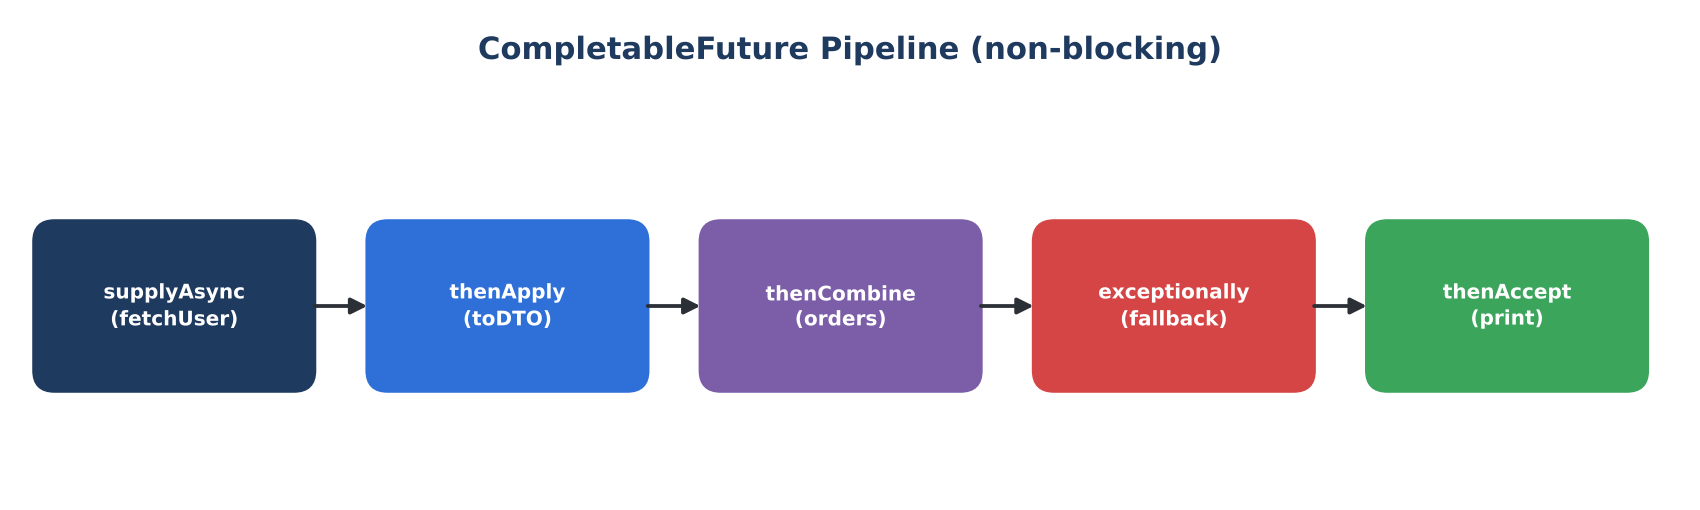 CompletableFuture Pipeline (non-blocking)
supplyAsync
(fetchUser)
thenApply
(toDTO)
thenCombine
(orders)
exceptionally
(fallback)
thenAccept
(print)